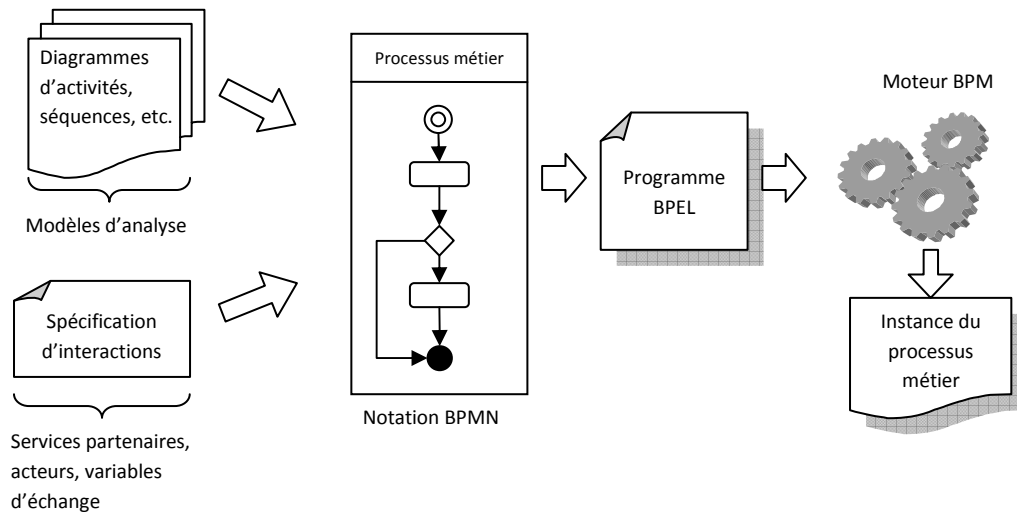 Diagrammes
d'activités,
séquences, etc.
Modèles d'analyse
Spécification
d'interactions
Services partenaires,
acteurs, variables
d'échange
Processus métier
Notation BPMN
Programme
BPEL
Moteur BPM
Instance du
processus
métier